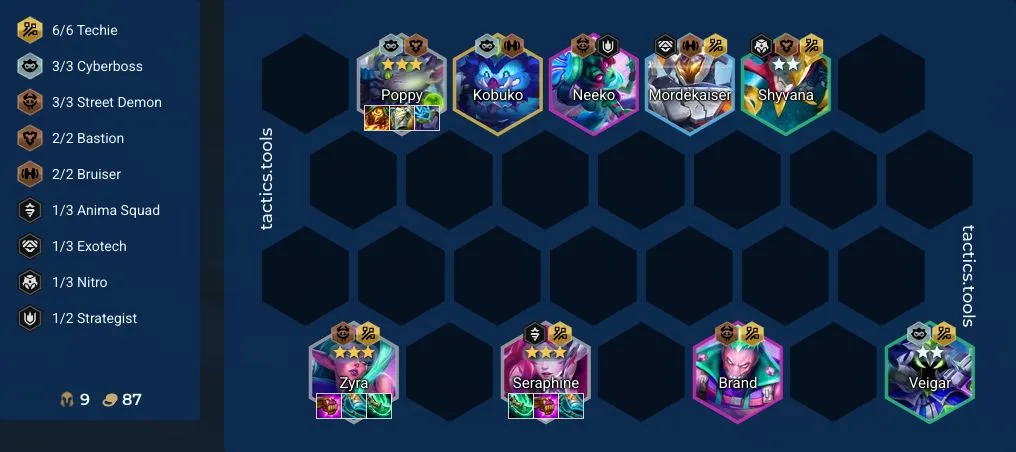 6/6 Techie
3/3 Cyberboss
3/3 Street Demon
2/2 Bastion
2/2 Bruiser
1/3 Anima Squad
1/3 Exotech
1/3 Nitro
1/2 Strategist
9 87
tactics.tools
Poppy Kobuko Neeko Mordekaiser Shyvana
tactics.tools
Zyra Seraphine Brand Veigar